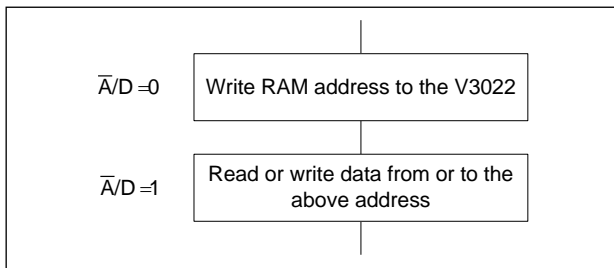 A̅/D =0
Write RAM address to the V3022
A̅/D =1
Read or write data from or to the
above address